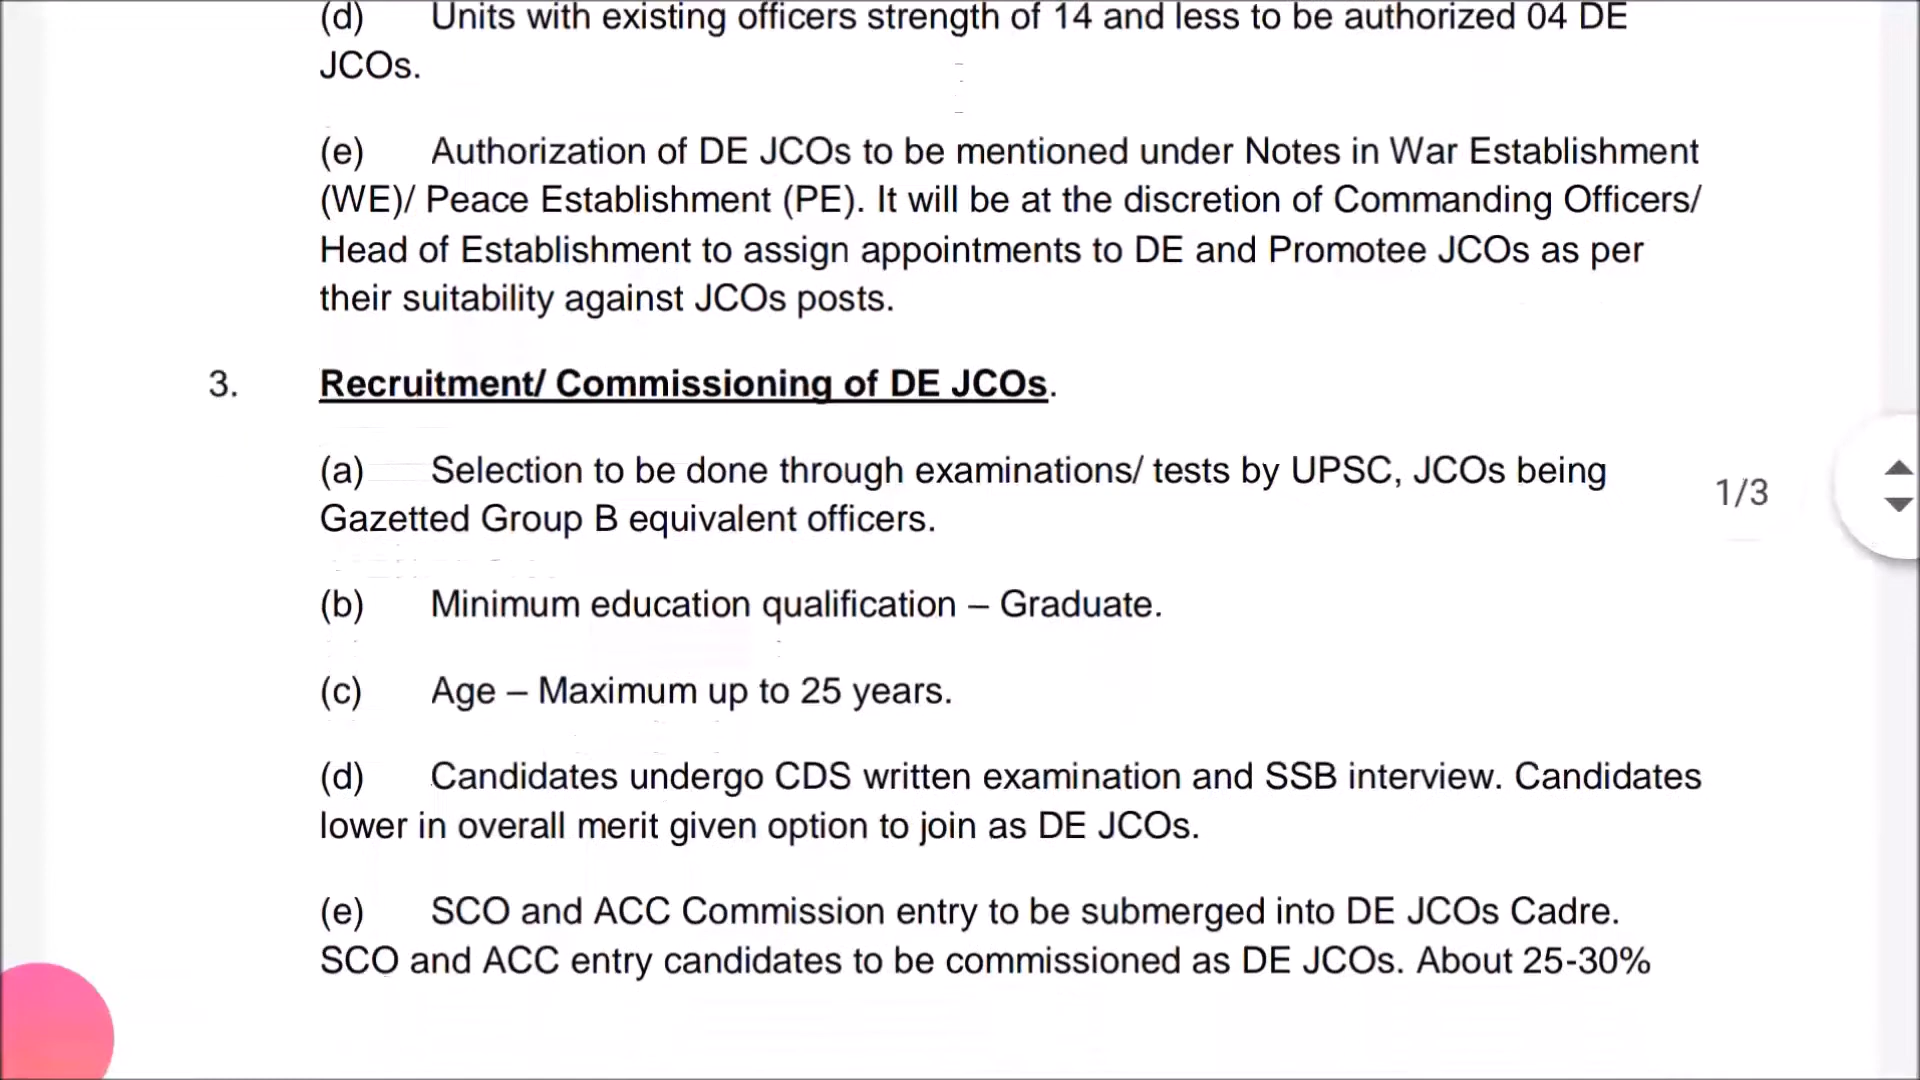 (d) Units with existing officers strength of 14 and less to be authorized 04 DE
JCOs.
(e) Authorization of DE JCOs to be mentioned under Notes in War Establishment
(WE)/ Peace Establishment (PE). It will be at the discretion of Commanding Officers/
Head of Establishment to assign appointments to DE and Promotee JCOs as per
their suitability against JCOs posts.
3. Recruitment/ Commissioning of DE JCOs.
(a) Selection to be done through examinations/ tests by UPSC, JCOs being
Gazetted Group B equivalent officers.
1/3
(b) Minimum education qualification – Graduate.
(c) Age – Maximum up to 25 years.
(d) Candidates undergo CDS written examination and SSB interview. Candidates
lower in overall merit given option to join as DE JCOs.
(e) SCO and ACC Commission entry to be submerged into DE JCOs Cadre.
SCO and ACC entry candidates to be commissioned as DE JCOs. About 25-30%